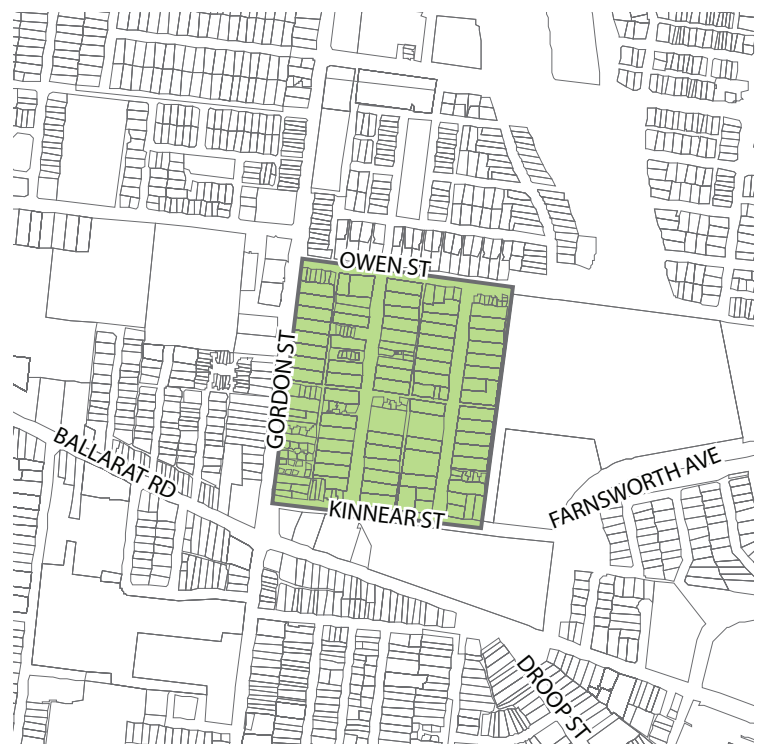 OWEN ST
GORDON ST
BALLARAT RD
FARNSWORTH AVE
KINNEAR ST
DROOP ST